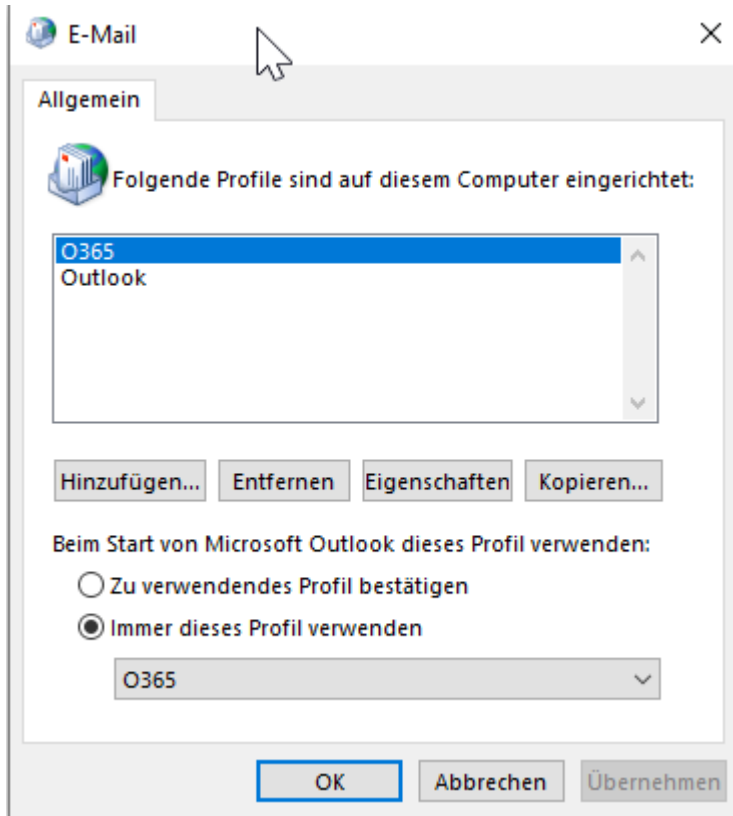 E-Mail
Allgemein
Folgende Profile sind auf diesem Computer eingerichtet:
O365
Outlook
Hinzufügen... Entfernen Eigenschaften Kopieren...
Beim Start von Microsoft Outlook dieses Profil verwenden:
Zu verwendendes Profil bestätigen
Immer dieses Profil verwenden
O365
OK Abbrechen Übernehmen